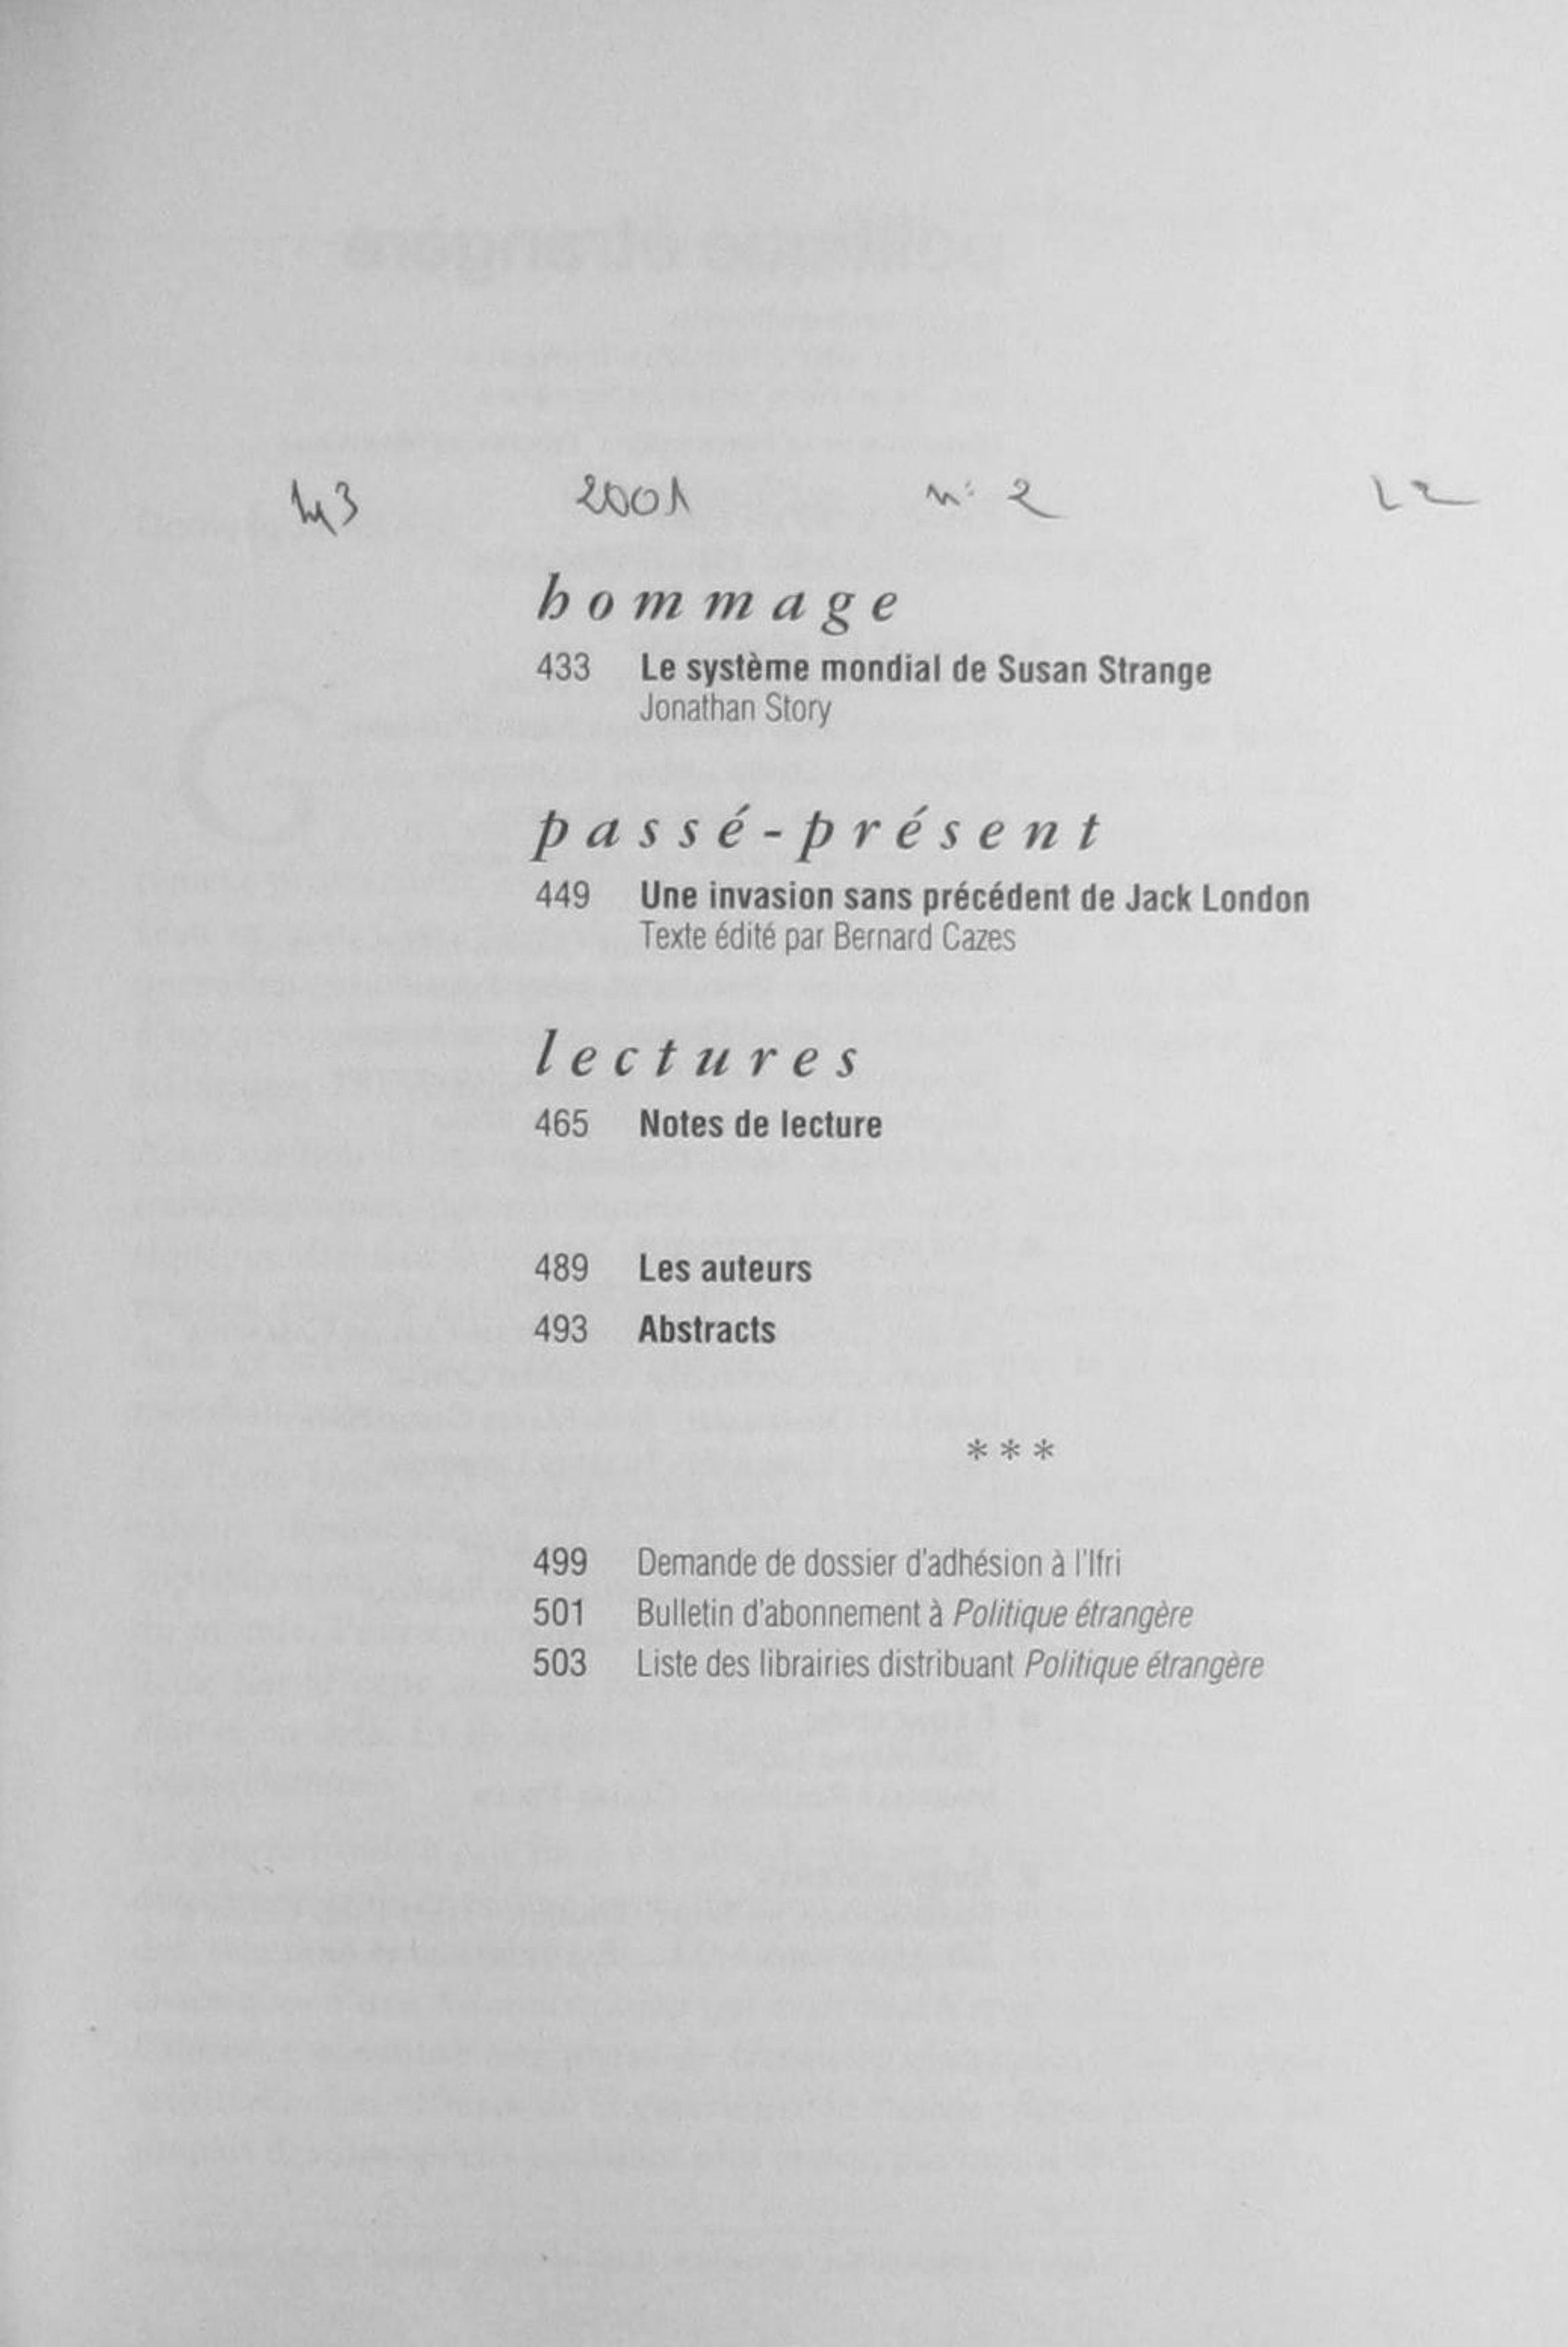 2001 n° 2
hommage
433 Le système mondial de Susan Strange
Jonathan Story
passé-présent
449 Une invasion sans précédent de Jack London
Texte édité par Bernard Cazes
lectures
465 Notes de lecture
489 Les auteurs
493 Abstracts
***
499 Demande de dossier d'adhésion à l'Ifri
501 Bulletin d'abonnement à Politique étrangère
503 Liste des librairies distribuant Politique étrangère